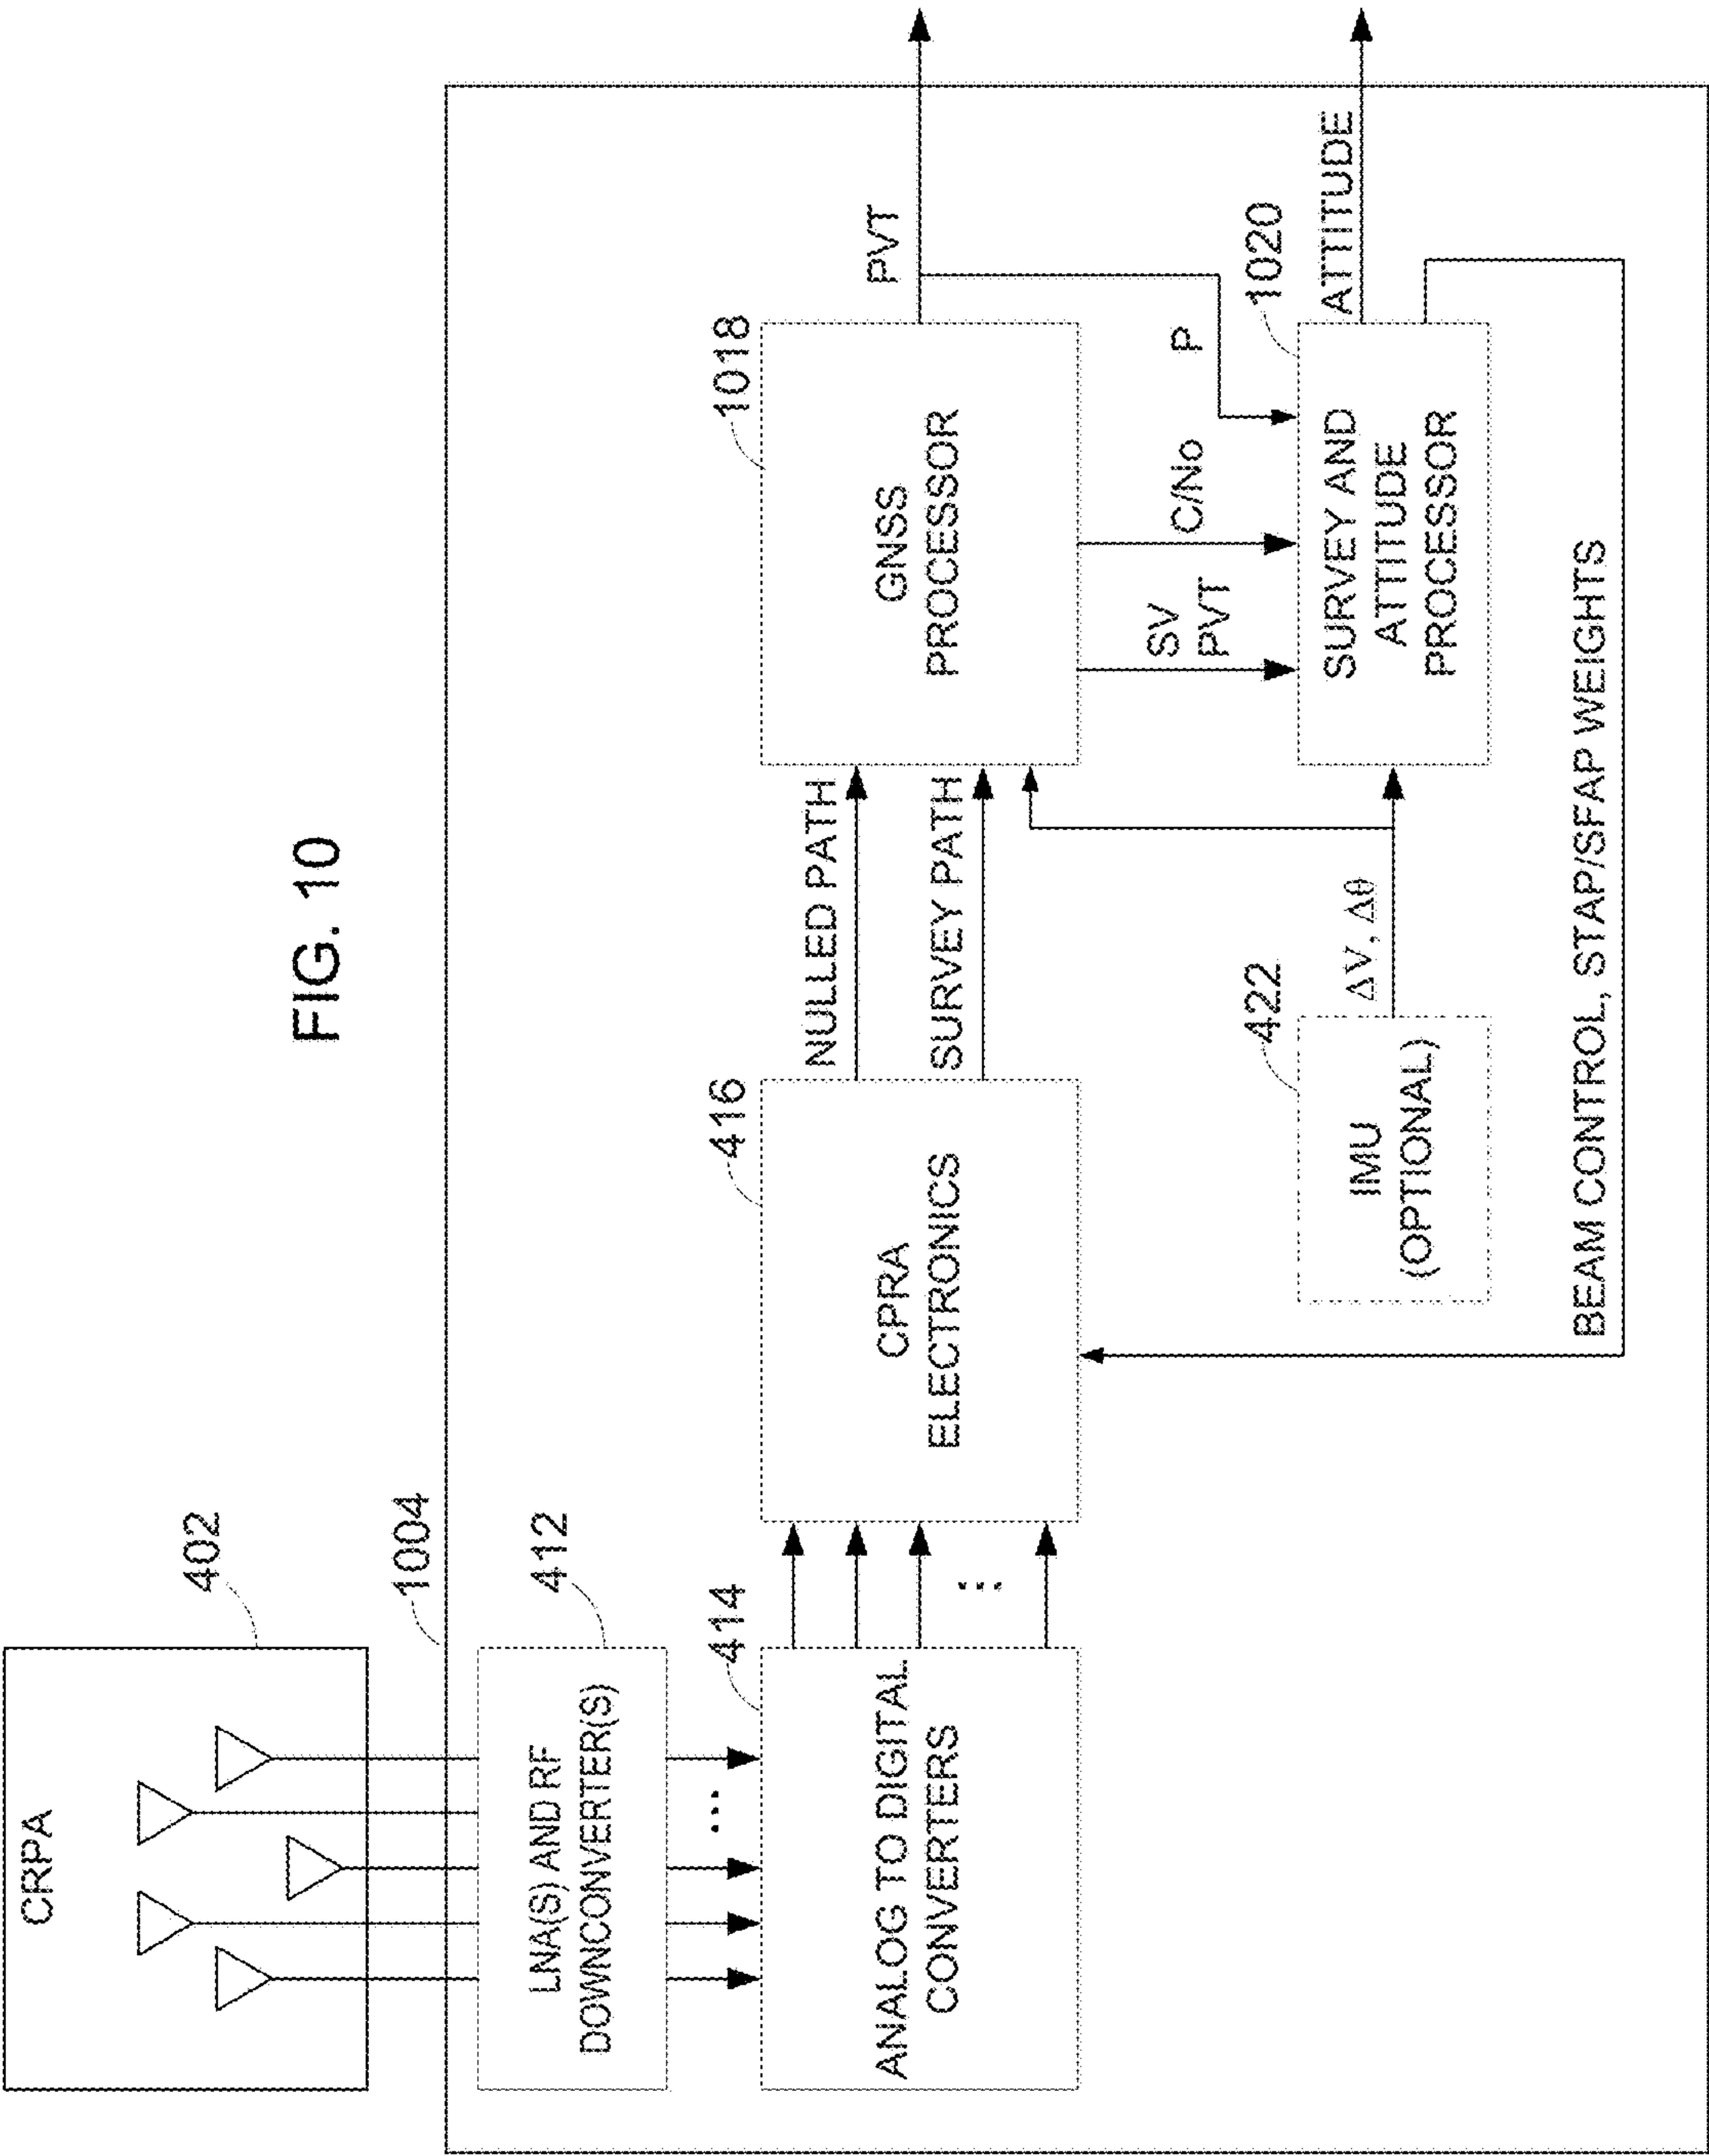 FIG. 10
CRPA
402
1004
LNA(S) AND RF
DOWNCONVERTER(S)
412
ANALOG TO DIGITAL
CONVERTERS
414
...
...
CPRA
ELECTRONICS
416
NULLED PATH
SURVEY PATH
GNSS
PROCESSOR
1018
PVT
P
C/No
SV
PVT
IMU
(OPTIONAL)
422
ΔV, Δθ
SURVEY AND
ATTITUDE
PROCESSOR
1020
ATTITUDE
BEAM CONTROL, STAP/SFAP WEIGHTS